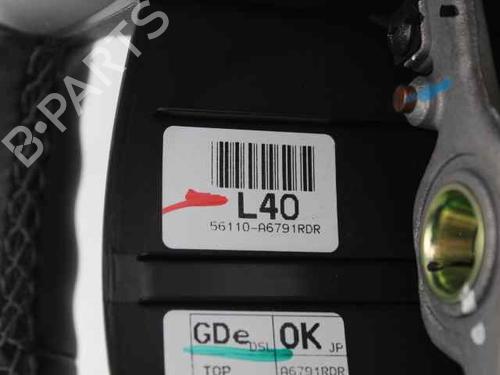 B-PARTS
L40
56110-A6791RDR
GDe DSL OK JP
TOP A6791RDR